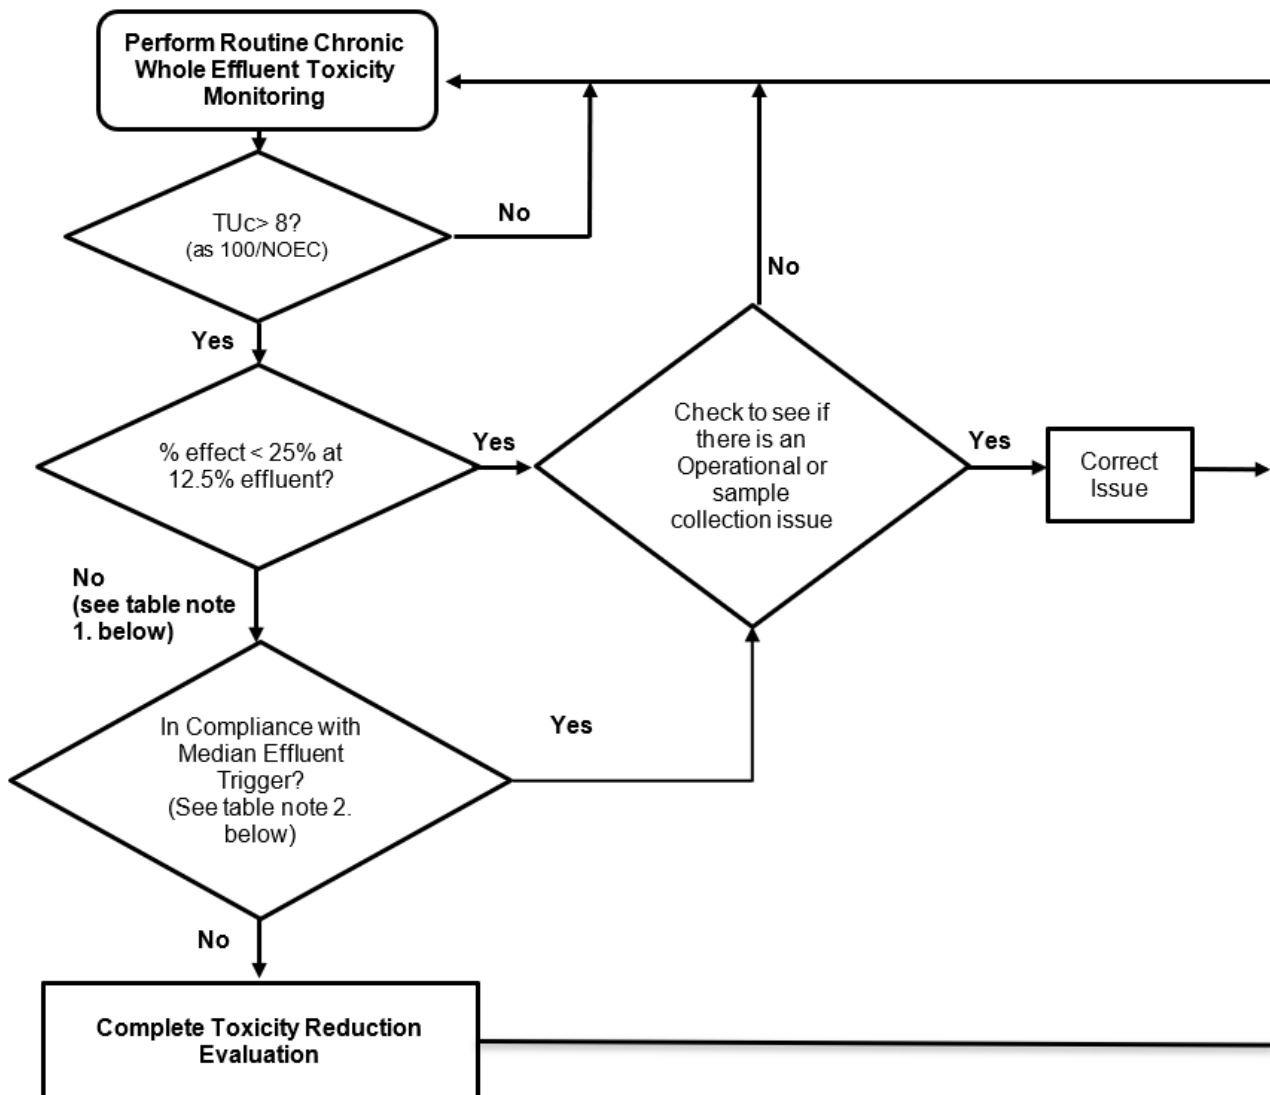 Perform Routine Chronic
Whole Effluent Toxicity
Monitoring
TUc> 8?
(as 100/NOEC)
No
Yes
No
% effect < 25% at
12.5% effluent?
Yes
Check to see if
there is an
Operational or
sample
collection issue
Yes
Correct
Issue
No
(see table note
1. below)
In Compliance with
Median Effluent
Trigger?
(See table note 2.
below)
Yes
No
Complete Toxicity Reduction
Evaluation